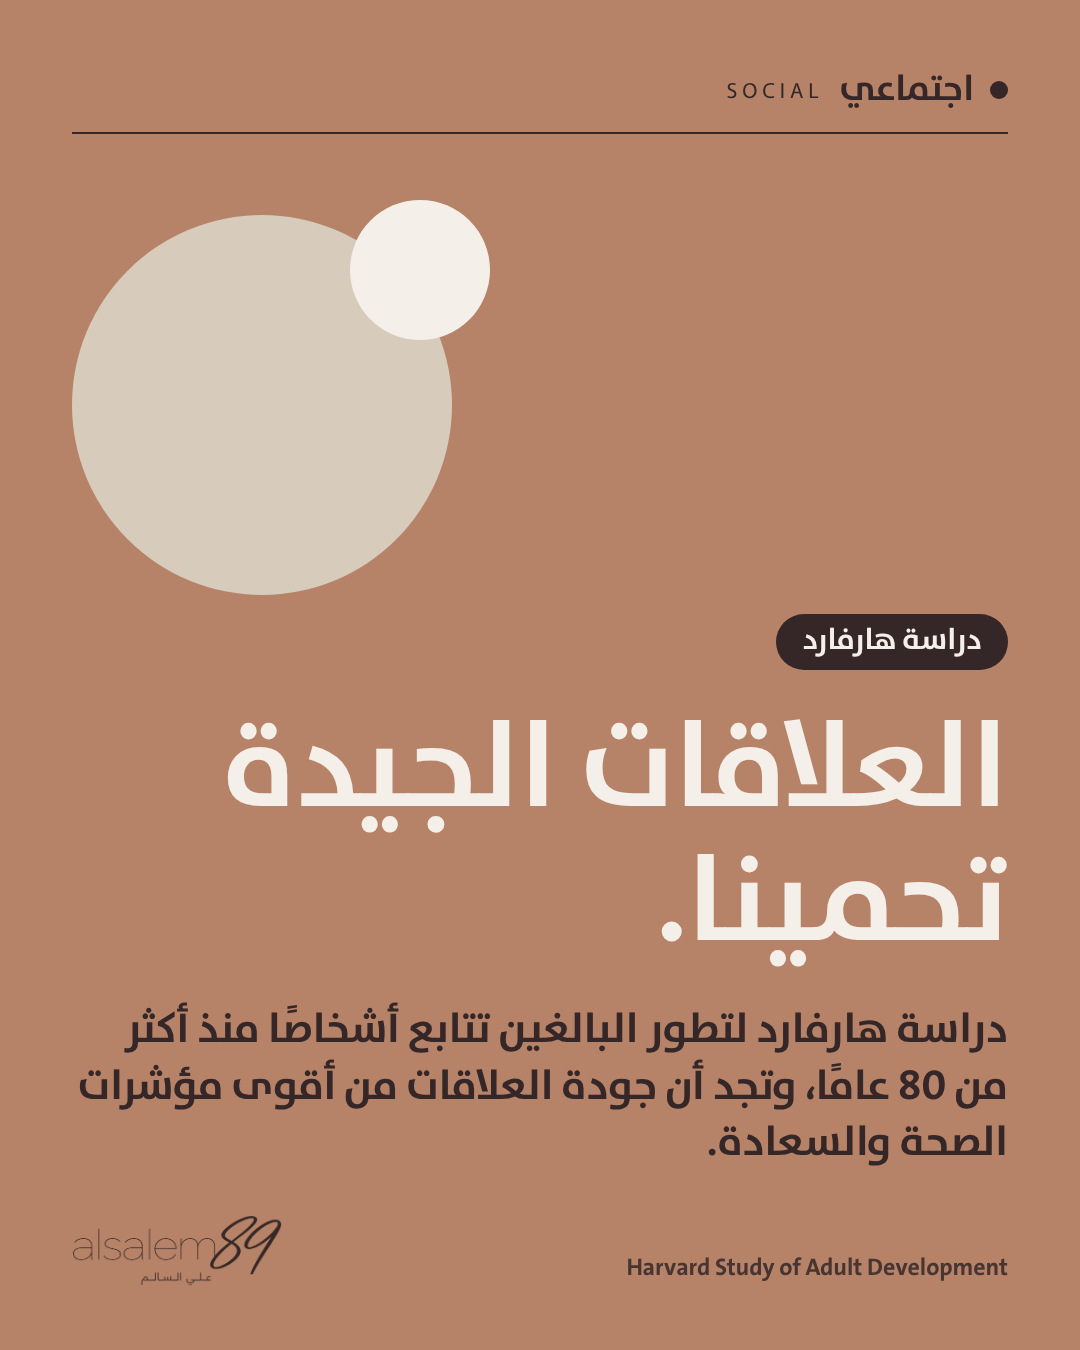 اجتماعي SOCIAL
دراسة هارفارد
العلاقات الجيدة
تحمينا.
دراسة هارفارد لتطور البالغين تتابع أشخاصًا منذ أكثر
من 80 عامًا، وتجد أن جودة العلاقات من أقوى مؤشرات
الصحة والسعادة.
Harvard Study of Adult Development
alsalem89
علي السالم